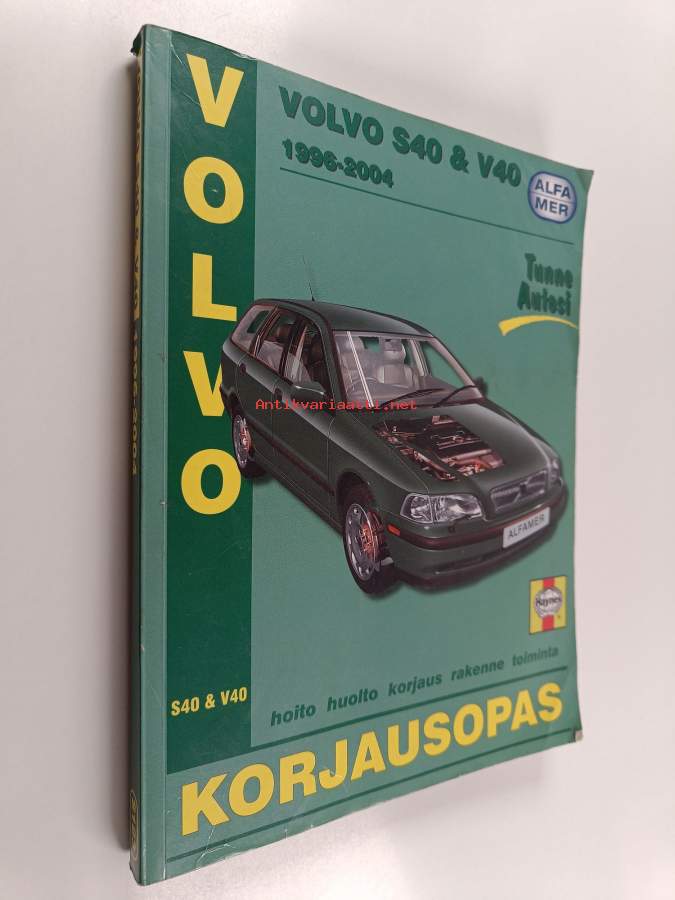 VOLVO
VOLVO S40 & V40
1996-2004
ALFA
MER
Tunne
Autosi
Antikvariaatti.net
ALFAMER
Haynes
S40 & V40
hoito huolto korjaus rakenne toiminta
KORJAUSOPAS